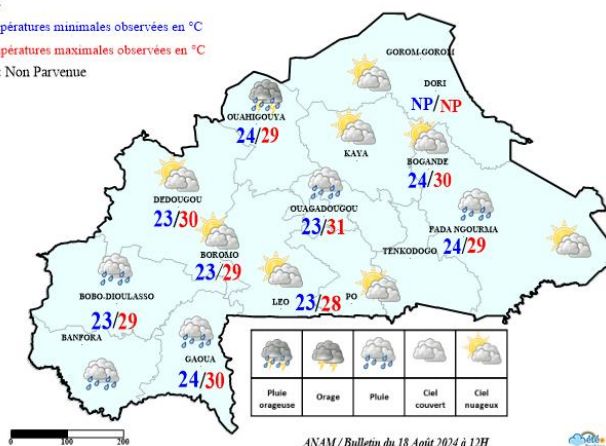 pératures minimales observées en °C
pératures maximales observées en °C
: Non Parvenue
GOROM-GOROM
DORI
NP/NP
OUAHIGOUYA
24/29
KAYA
BOGANDE
24/30
DEDOUGOU
23/30
OUAGADOUGOU
23/31
FADA NGOURMA
24/29
BOROMO
23/29
TENKODOGO
LEO 23/28 PO
BOBO-DIOULASSO
23/29
BANFORA
GAOUA
24/30
Pluie orageuse
Orage
Pluie
Ciel couvert
Ciel nuageux
0 100 200
ANAM / Bulletin du 18 Août 2024 à 12H